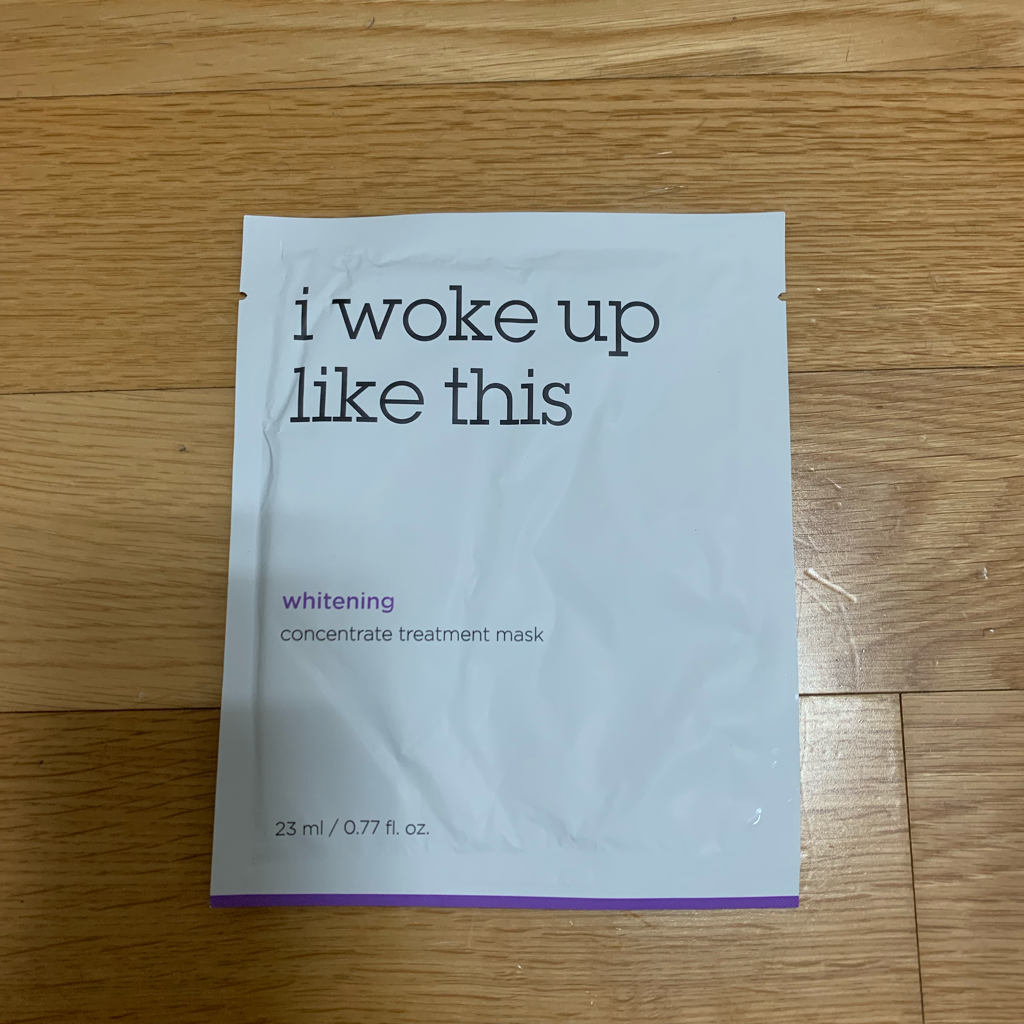 i woke up
like this
whitening
concentrate treatment mask
23 ml / 0.77 fl. oz.